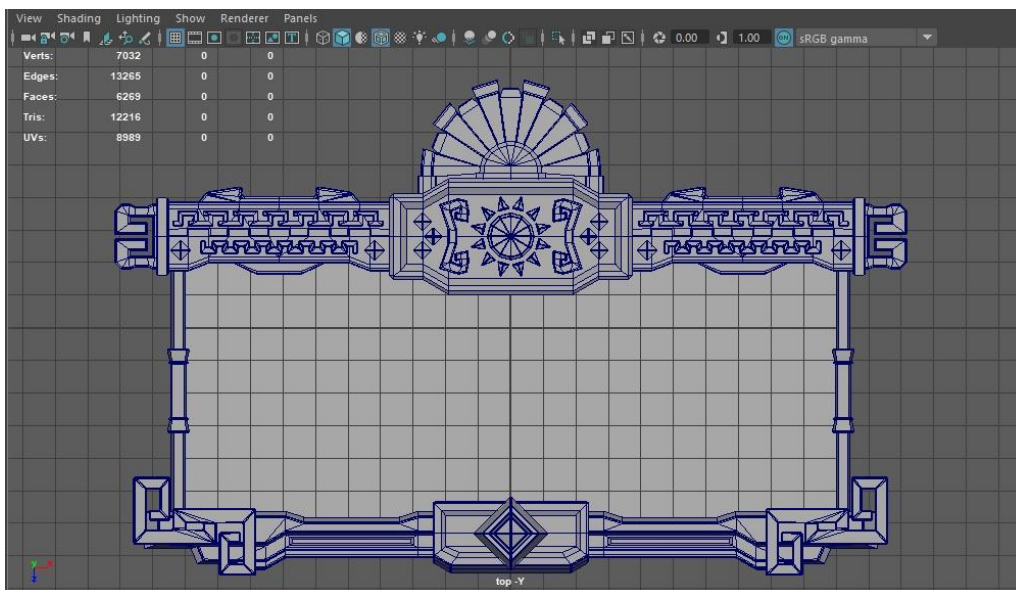 View Shading Lighting Show Renderer Panels
0.00 1.00 ON sRGB gamma
Verts: 7032 0 0
Edges: 13265 0 0
Faces: 6269 0 0
Tris: 12216 0 0
UVs: 8989 0 0
y x
z
top -Y